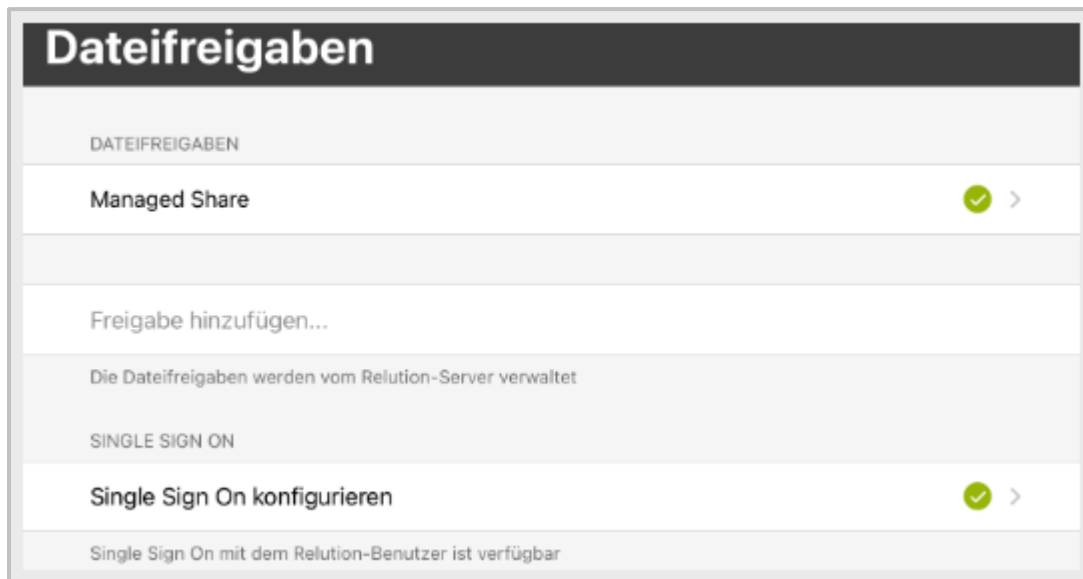 Dateifreigaben
DATEIFREIGABEN
Managed Share
Freigabe hinzufügen...
Die Dateifreigaben werden vom Relution-Server verwaltet
SINGLE SIGN ON
Single Sign On konfigurieren
Single Sign On mit dem Relution-Benutzer ist verfügbar